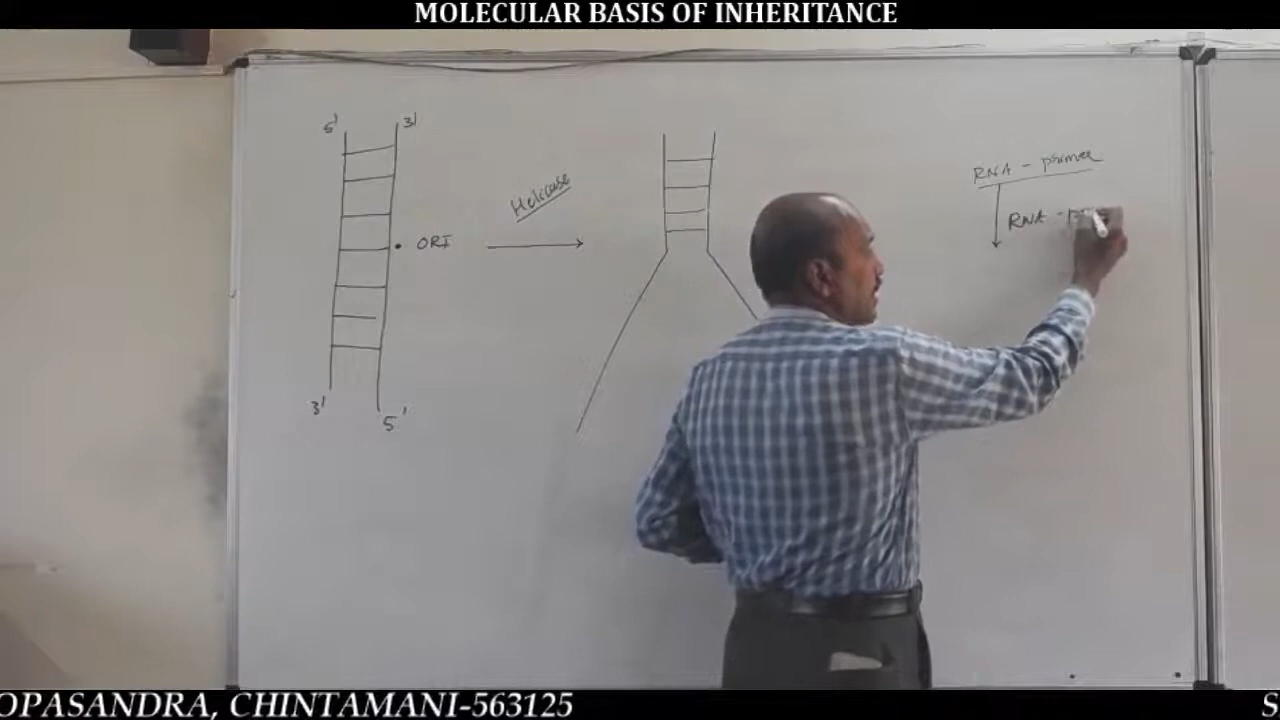 MOLECULAR BASIS OF INHERITANCE
5' 3'
Helicase
RNA - primer
RNA -
ORI
3' 5'
OPASANDRA, CHINTAMANI-563125 S